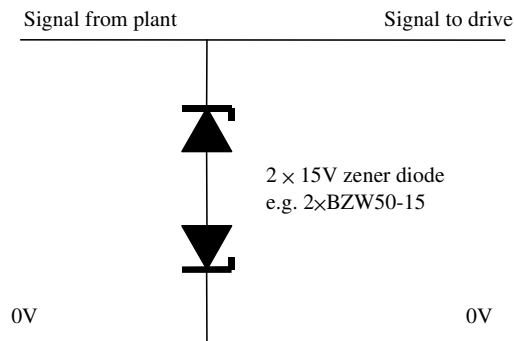 Signal from plant Signal to drive
2 × 15V zener diode
e.g. 2×BZW50-15
0V 0V